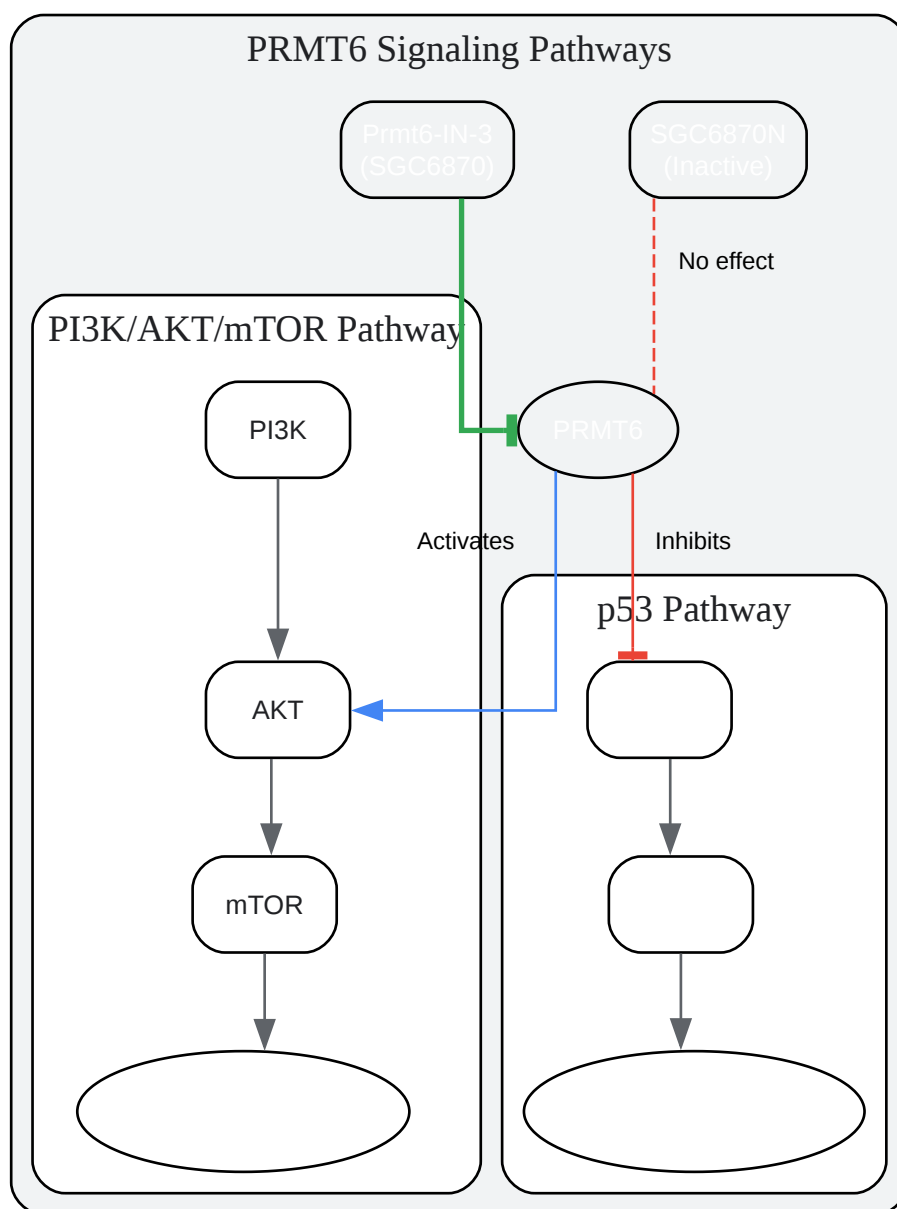 PRMT6 Signaling Pathways
Prmt6-IN-3
(SGC6870)
SGC6870N
(Inactive)
No effect
PI3K/AKT/mTOR Pathway
PI3K
PRMT6
Activates
Inhibits
p53 Pathway
AKT
mTOR